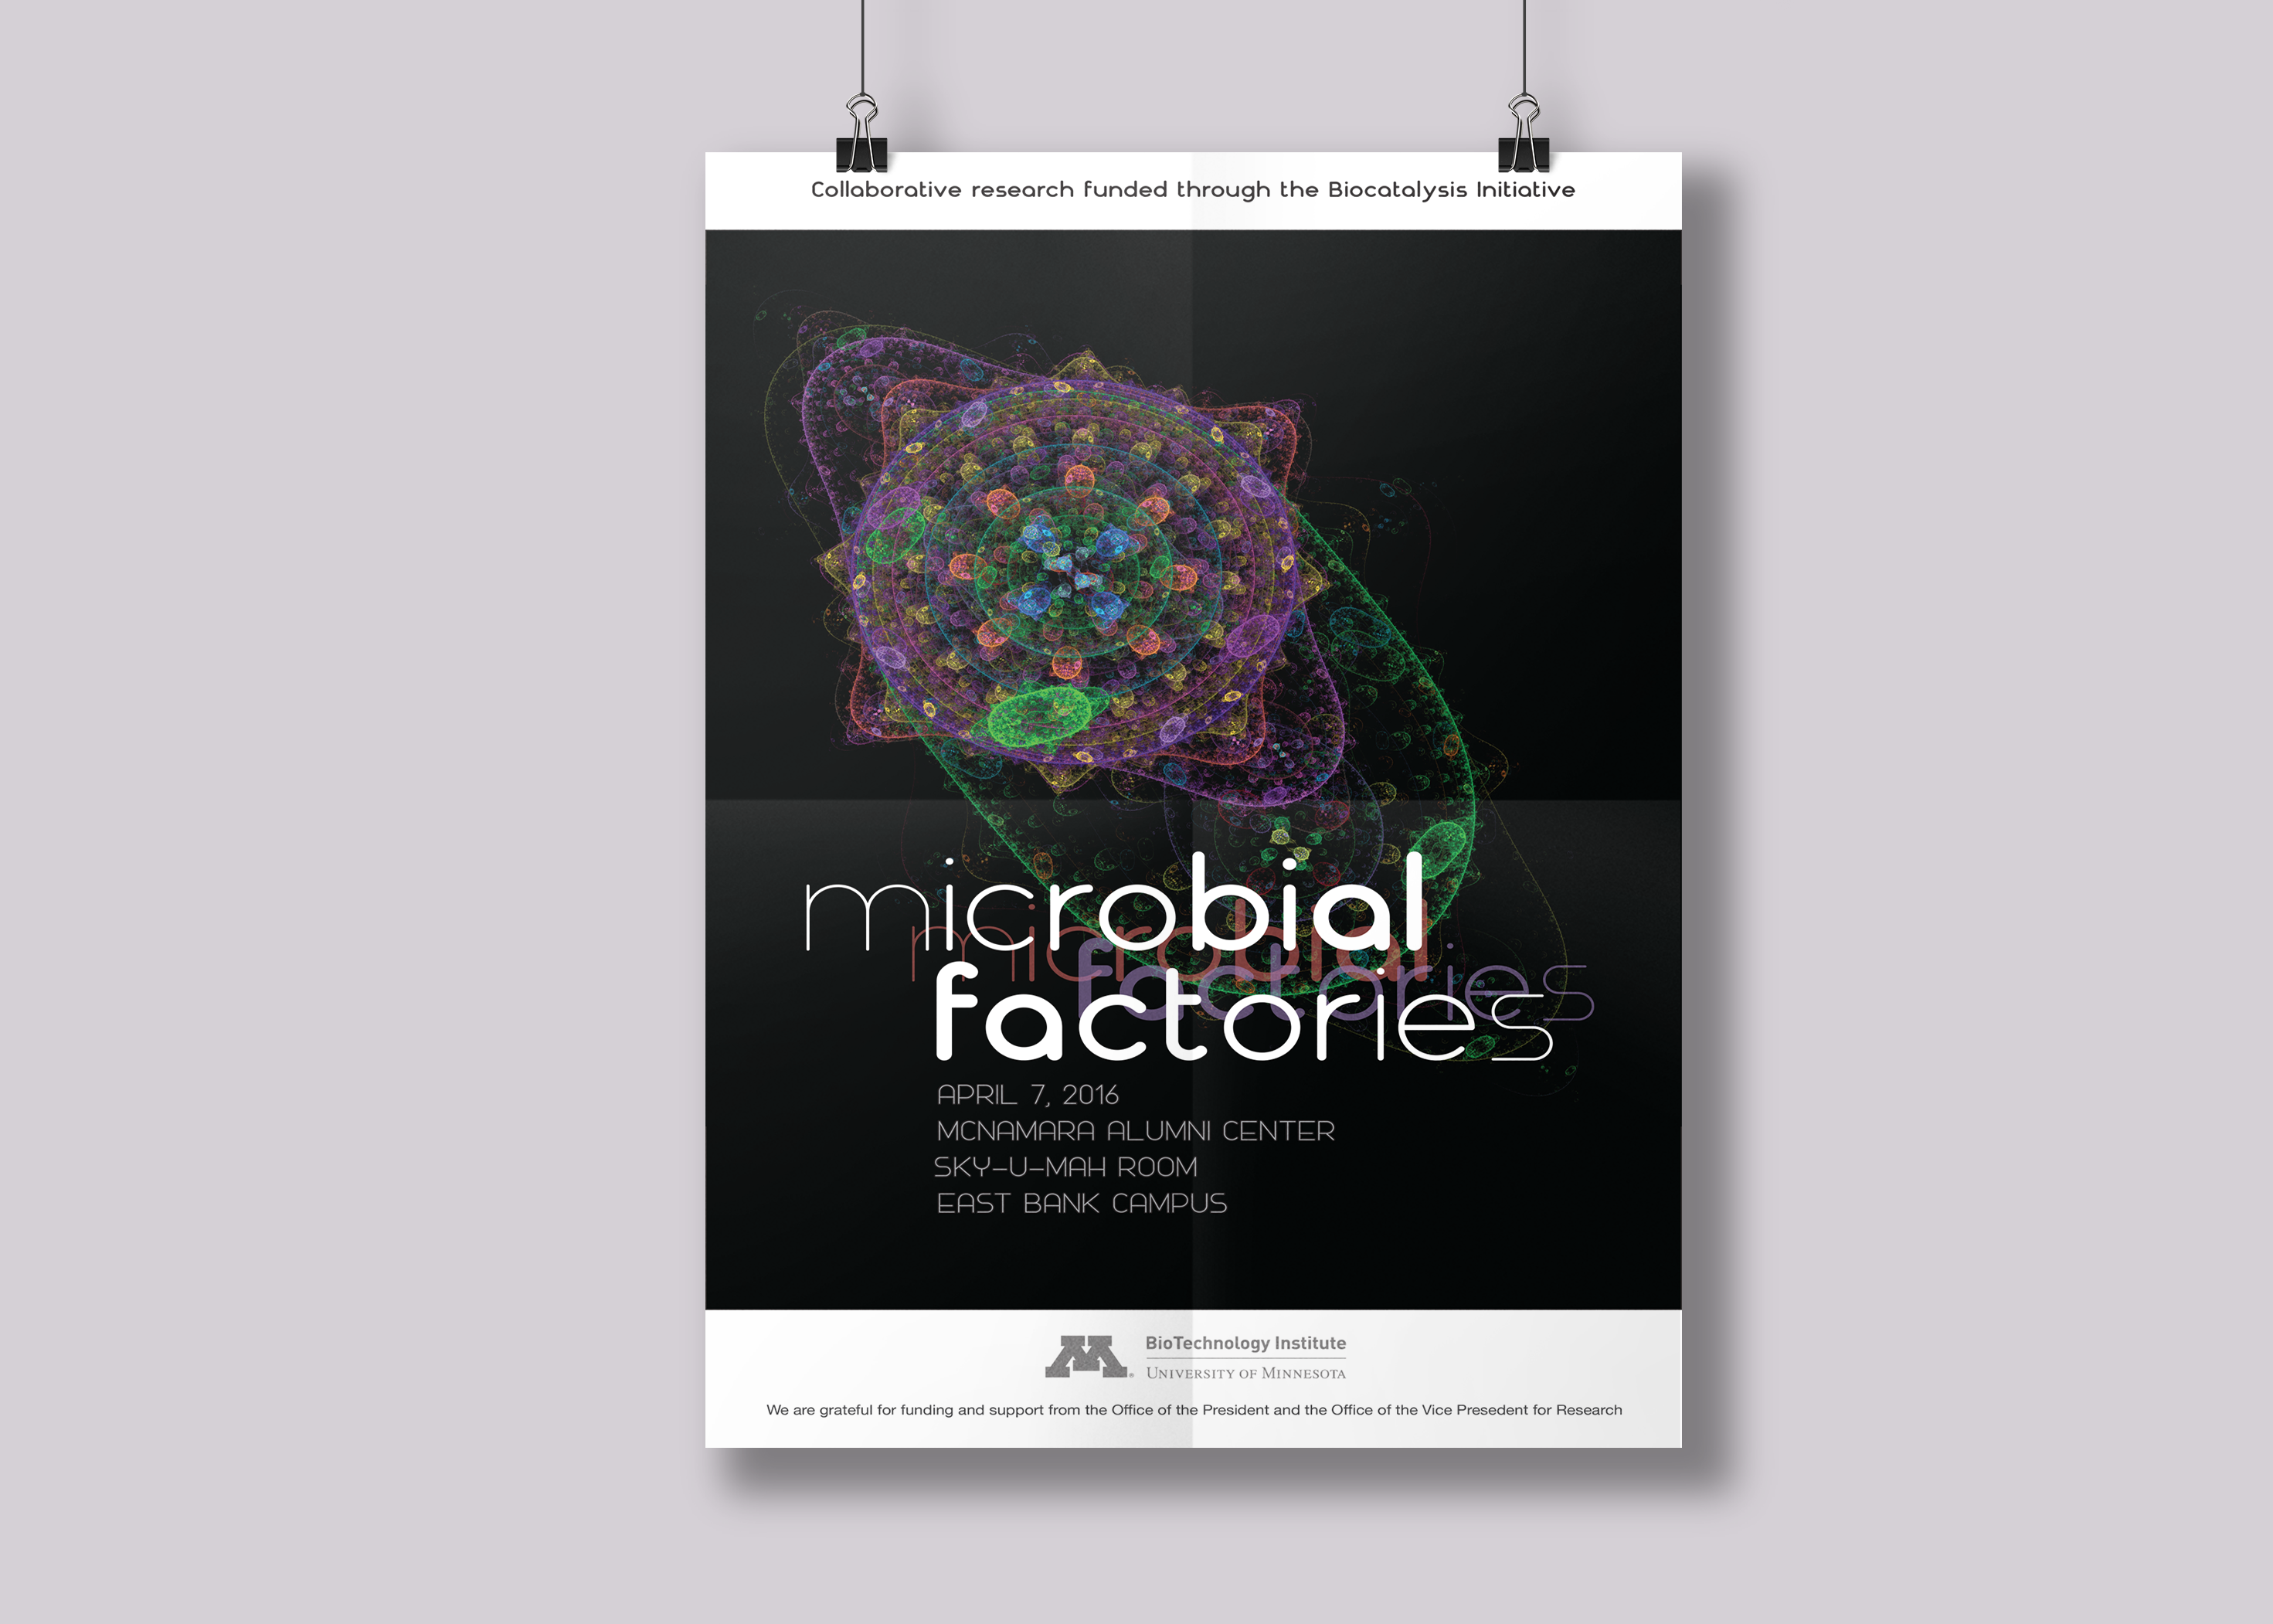 Collaborative research funded through the Biocatalysis Initiative
microbial
microbial
factories
factories
APRIL 7, 2016
MCNAMARA ALUMNI CENTER
SKY-U-MAH ROOM
EAST BANK CAMPUS
M®
BioTechnology Institute
UNIVERSITY OF MINNESOTA
We are grateful for funding and support from the Office of the President and the Office of the Vice Presedent for Research